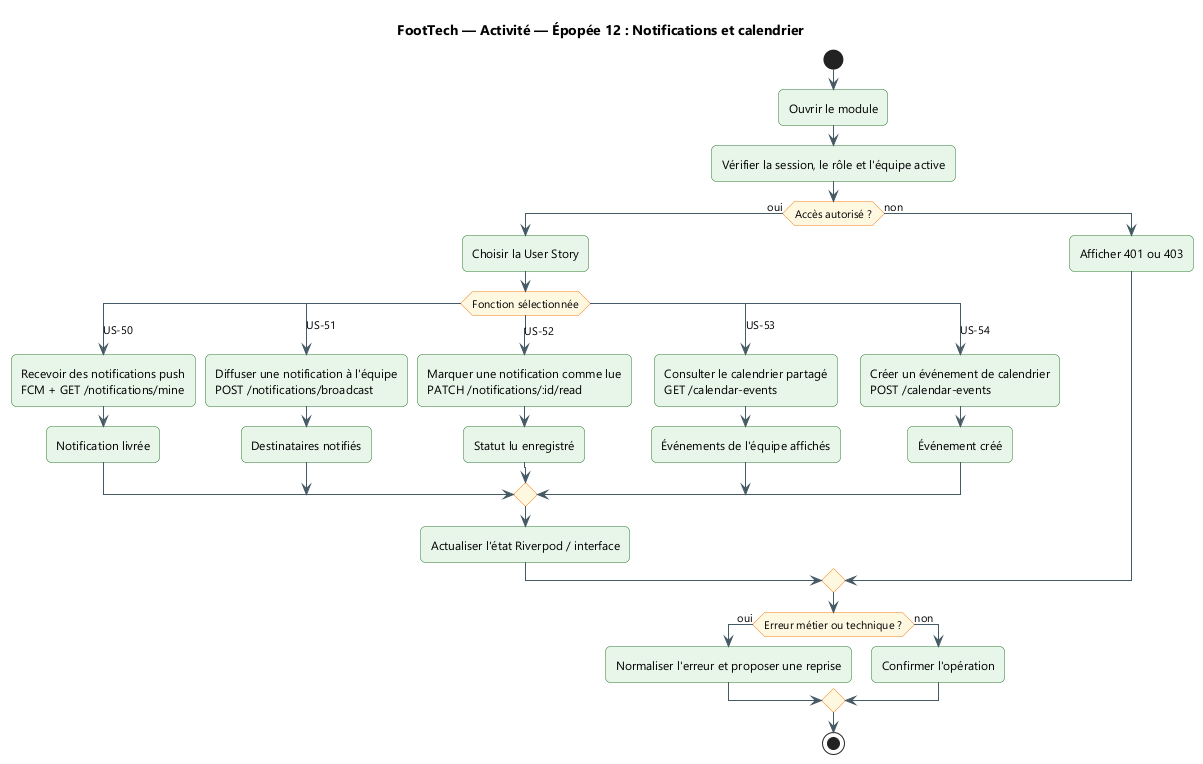 FootTech — Activité — Épopée 12 : Notifications et calendrier
Ouvrir le module
Vérifier la session, le rôle et l'équipe active
oui
Accès autorisé ?
non
Choisir la User Story
Afficher 401 ou 403
Fonction sélectionnée
US-50
US-51
US-52
US-53
US-54
Recevoir des notifications push
FCM + GET /notifications/mine
Diffuser une notification à l'équipe
POST /notifications/broadcast
Marquer une notification comme lue
PATCH /notifications/:id/read
Consulter le calendrier partagé
GET /calendar-events
Créer un événement de calendrier
POST /calendar-events
Notification livrée
Destinataires notifiés
Statut lu enregistré
Événements de l'équipe affichés
Événement créé
Actualiser l'état Riverpod / interface
oui
Erreur métier ou technique ?
non
Normaliser l'erreur et proposer une reprise
Confirmer l'opération